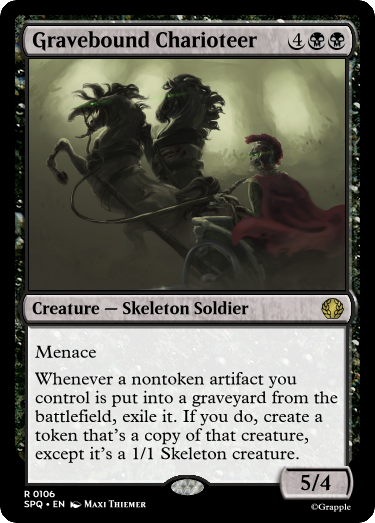 Gravebound Charioteer 4
Creature — Skeleton Soldier
Menace
Whenever a nontoken artifact you
control is put into a graveyard from the
battlefield, exile it. If you do, create a
token that's a copy of that creature,
except it's a 1/1 Skeleton creature.
5/4
R 0106
SPQ • EN Maxi Thiemer
©Grapple